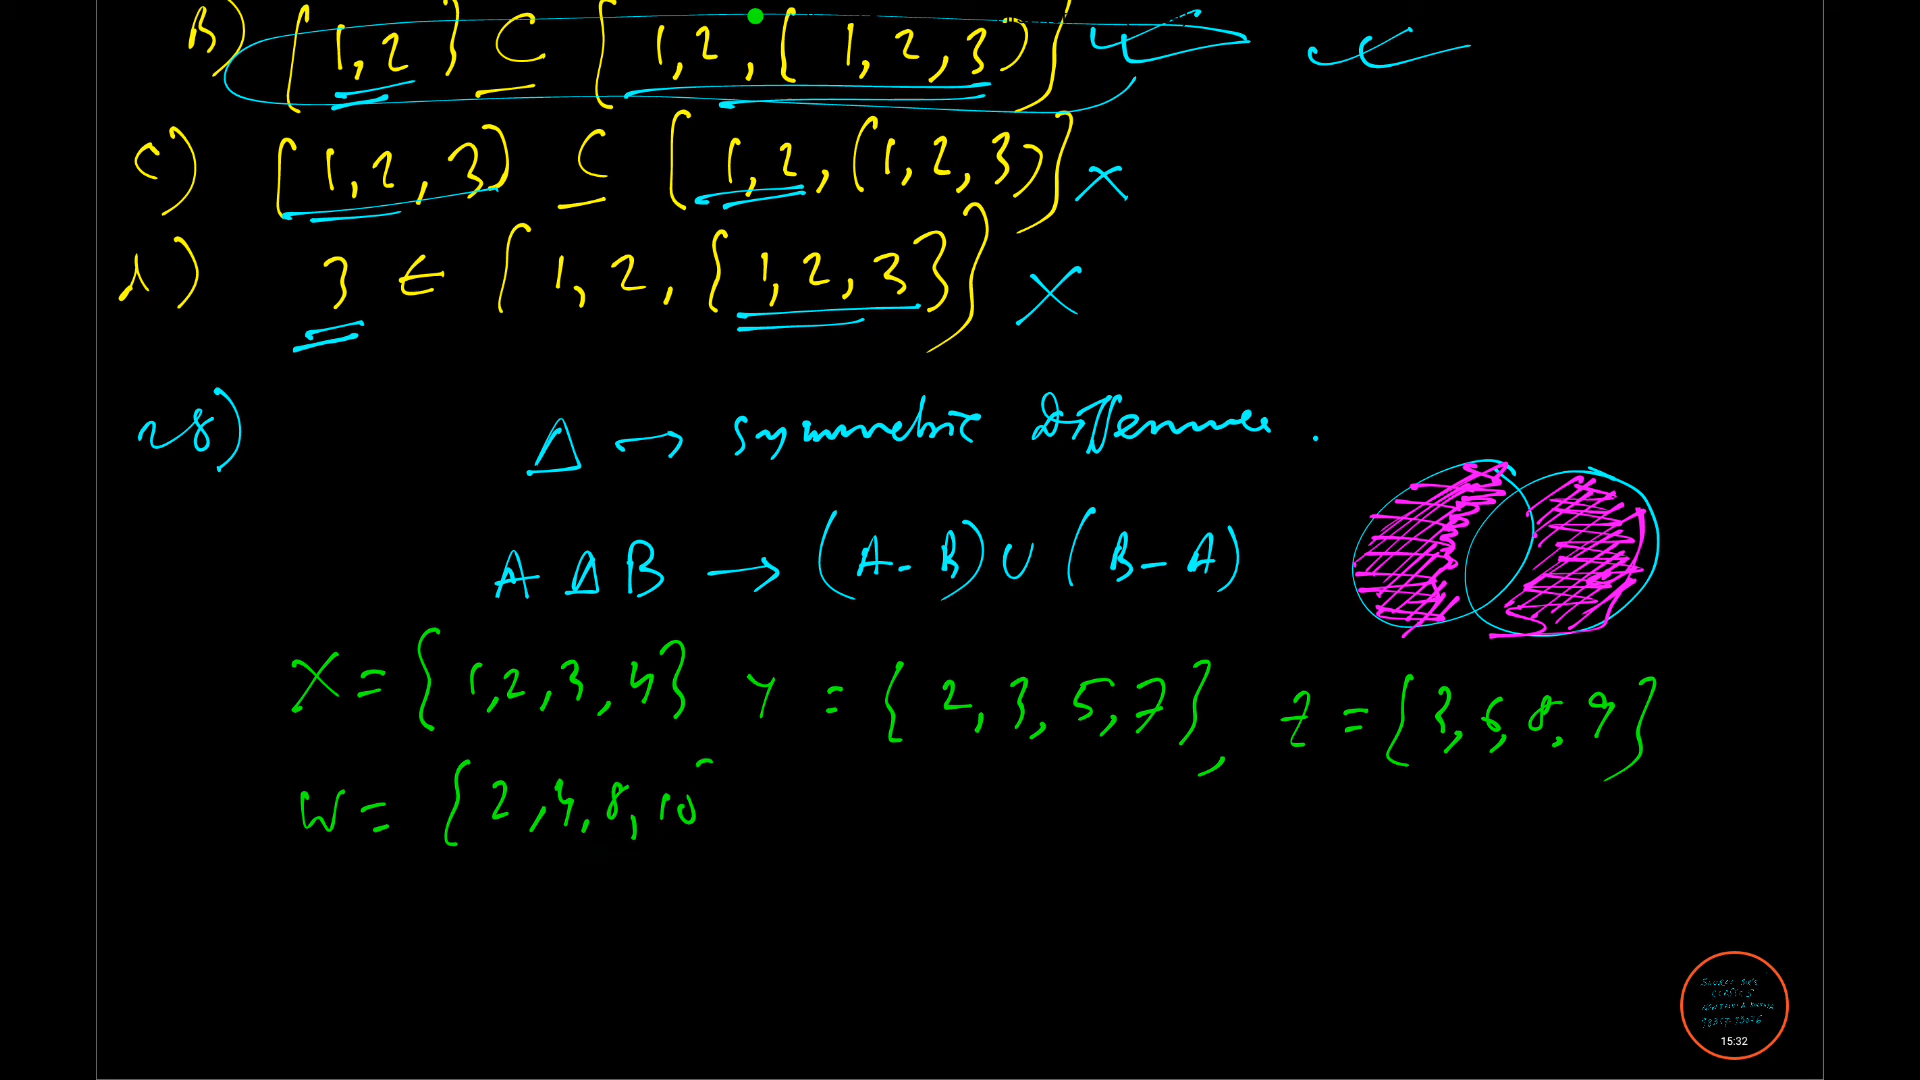 B) {1,2} ⊆ {1,2,{1,2,3}}
c) {1,2,3} ⊆ {1,2,{1,2,3}} X
d) 3 ∈ {1,2,{1,2,3}} X
28) Δ → symmetric Difference.
A Δ B → (A-B) ∪ (B-A)
X = {1,2,3,4} Y = {2,3,5,7}, Z = {3,6,8,9}
W = {2,4,8,10
15:32